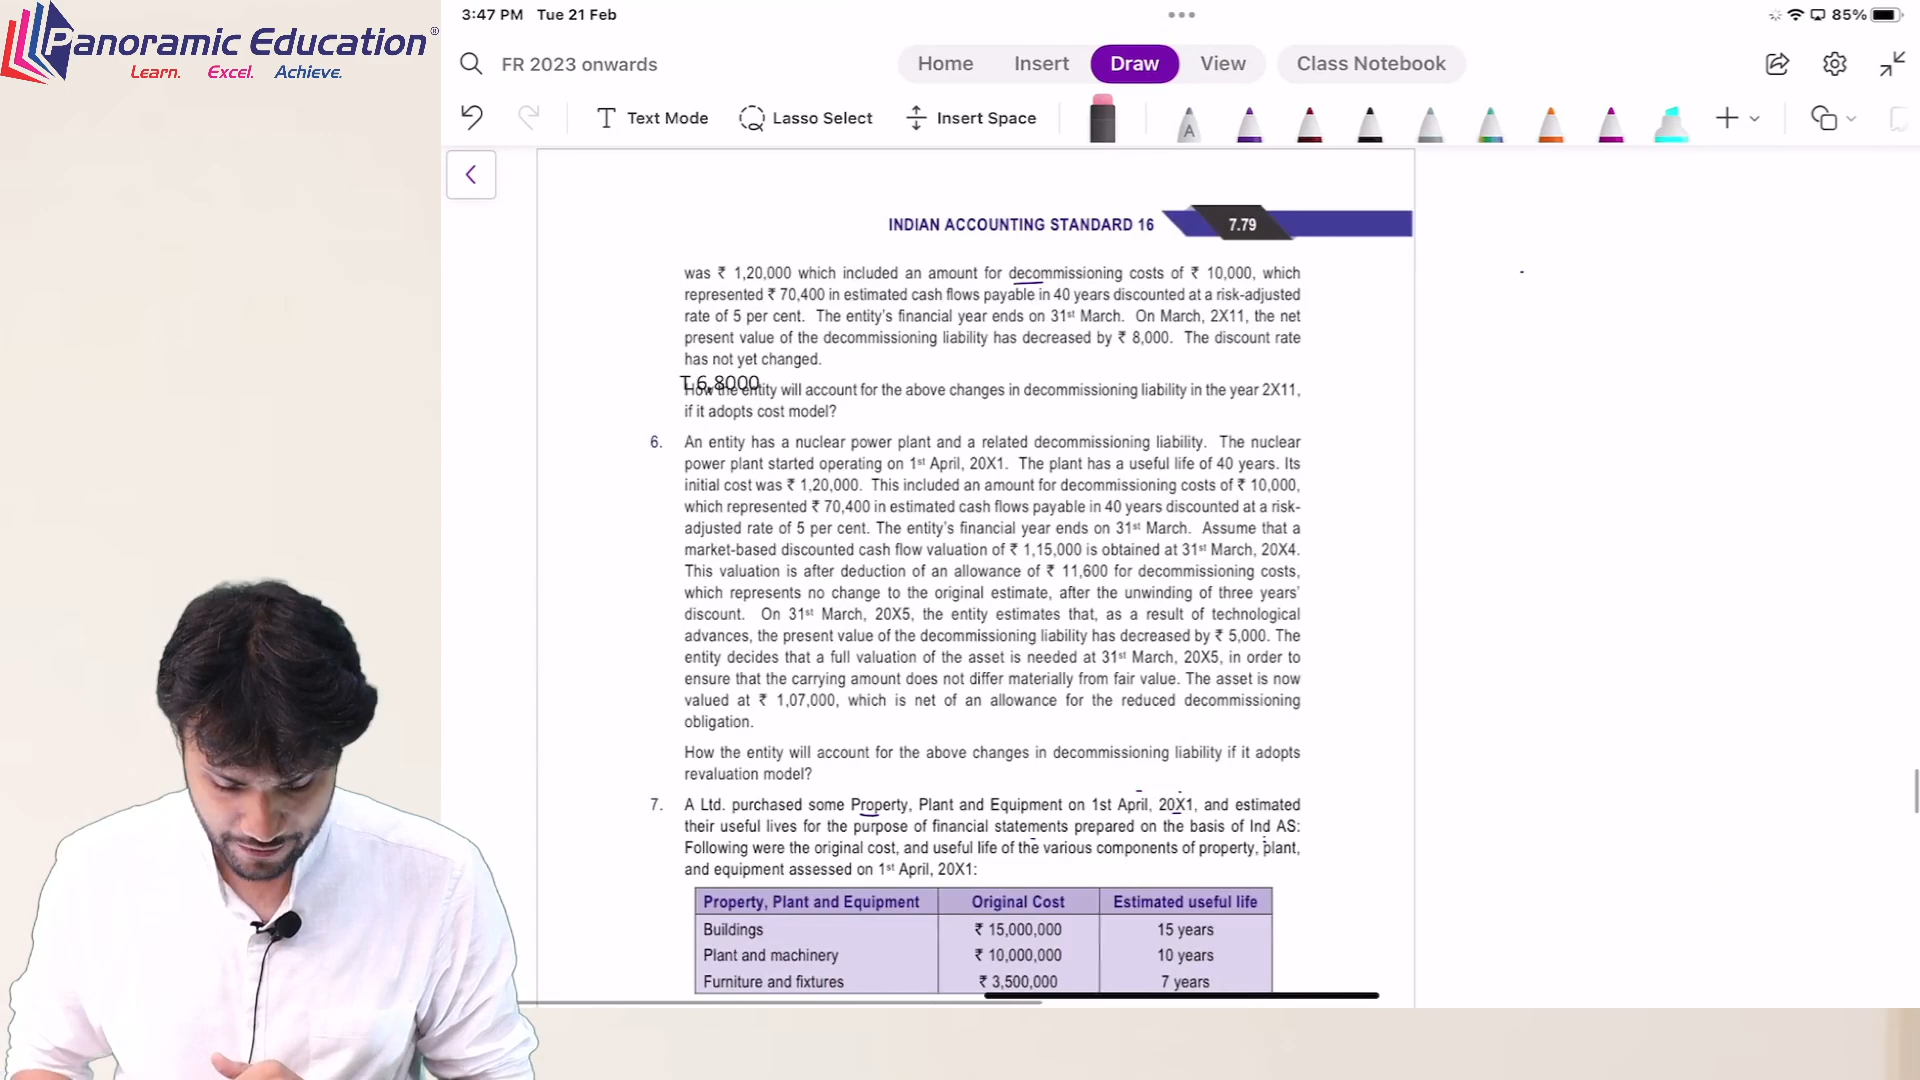 Panoramic Education®
Learn. Excel. Achieve.
3:47 PM Tue 21 Feb
85%
FR 2023 onwards
Home Insert Draw View Class Notebook
Text Mode Lasso Select Insert Space
A
INDIAN ACCOUNTING STANDARD 16 7.79
was ₹ 1,20,000 which included an amount for decommissioning costs of ₹ 10,000, which
represented ₹ 70,400 in estimated cash flows payable in 40 years discounted at a risk-adjusted
rate of 5 per cent. The entity's financial year ends on 31st March. On March, 2X11, the net
present value of the decommissioning liability has decreased by ₹ 8,000. The discount rate
has not yet changed.
T 6,8000
How the entity will account for the above changes in decommissioning liability in the year 2X11,
if it adopts cost model?
6. An entity has a nuclear power plant and a related decommissioning liability. The nuclear
power plant started operating on 1st April, 20X1. The plant has a useful life of 40 years. Its
initial cost was ₹ 1,20,000. This included an amount for decommissioning costs of ₹ 10,000,
which represented ₹ 70,400 in estimated cash flows payable in 40 years discounted at a risk-
adjusted rate of 5 per cent. The entity's financial year ends on 31st March. Assume that a
market-based discounted cash flow valuation of ₹ 1,15,000 is obtained at 31st March, 20X4.
This valuation is after deduction of an allowance of ₹ 11,600 for decommissioning costs,
which represents no change to the original estimate, after the unwinding of three years'
discount. On 31st March, 20X5, the entity estimates that, as a result of technological
advances, the present value of the decommissioning liability has decreased by ₹ 5,000. The
entity decides that a full valuation of the asset is needed at 31st March, 20X5, in order to
ensure that the carrying amount does not differ materially from fair value. The asset is now
valued at ₹ 1,07,000, which is net of an allowance for the reduced decommissioning
obligation.
How the entity will account for the above changes in decommissioning liability if it adopts
revaluation model?
7. A Ltd. purchased some Property, Plant and Equipment on 1st April, 20X1, and estimated
their useful lives for the purpose of financial statements prepared on the basis of Ind AS:
Following were the original cost, and useful life of the various components of property, plant,
and equipment assessed on 1st April, 20X1:
Property, Plant and Equipment Original Cost Estimated useful life
Buildings ₹ 15,000,000 15 years
Plant and machinery ₹ 10,000,000 10 years
Furniture and fixtures ₹ 3,500,000 7 years